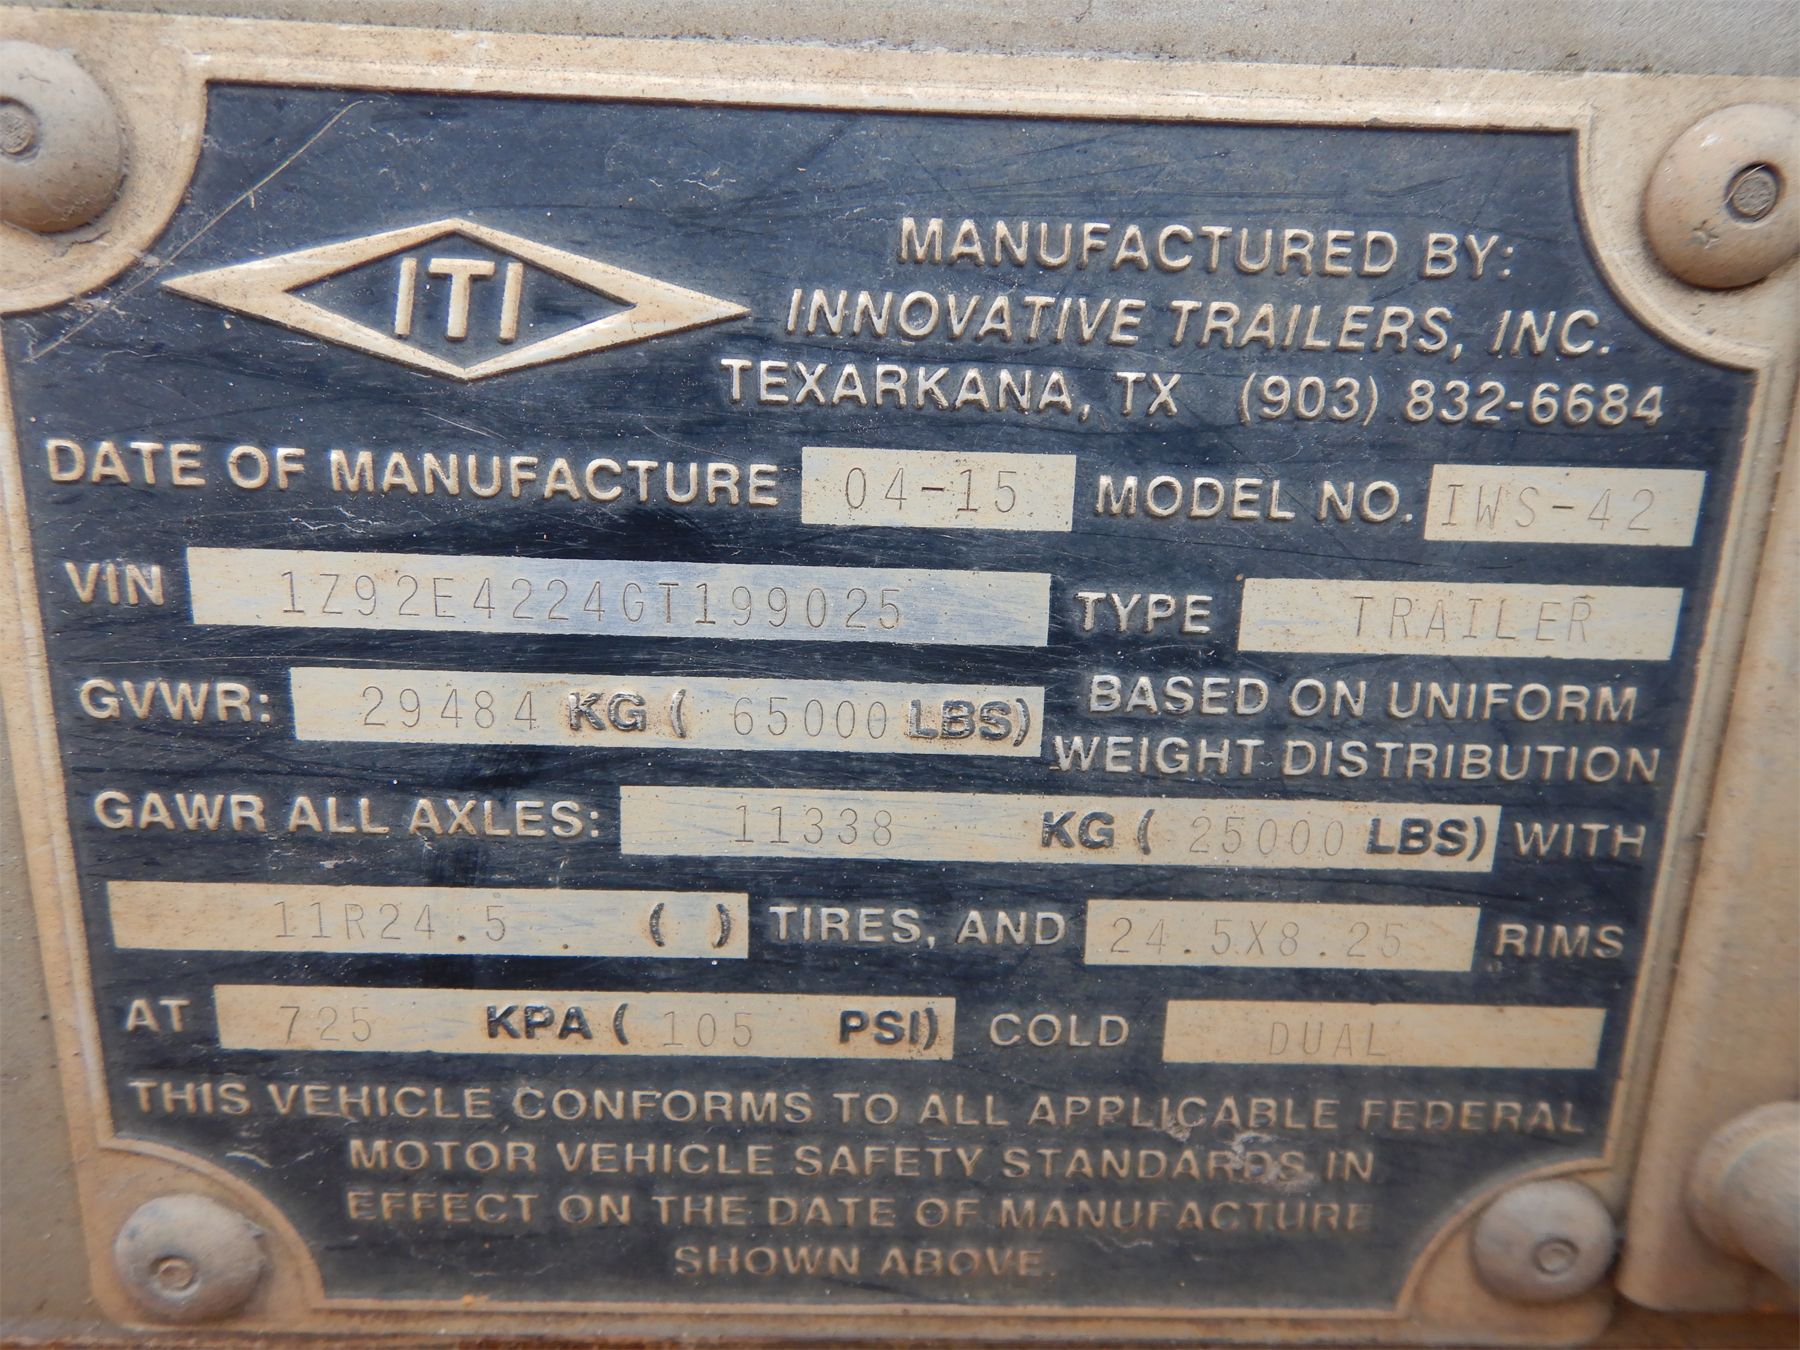 ITI
MANUFACTURED BY:
INNOVATIVE TRAILERS, INC.
TEXARKANA, TX (903) 832-6684
DATE OF MANUFACTURE 04-15 MODEL NO. IWS-42
VIN 1Z92E4224GT199025 TYPE TRAILER
GVWR: 29484 KG ( 65000 LBS) BASED ON UNIFORM
WEIGHT DISTRIBUTION
GAWR ALL AXLES: 11338 KG ( 25000 LBS) WITH
11R24.5 ( ) TIRES, AND 24.5X8.25 RIMS
AT 725 KPA ( 105 PSI) COLD DUAL
THIS VEHICLE CONFORMS TO ALL APPLICABLE FEDERAL
MOTOR VEHICLE SAFETY STANDARDS IN
EFFECT ON THE DATE OF MANUFACTURE
SHOWN ABOVE.